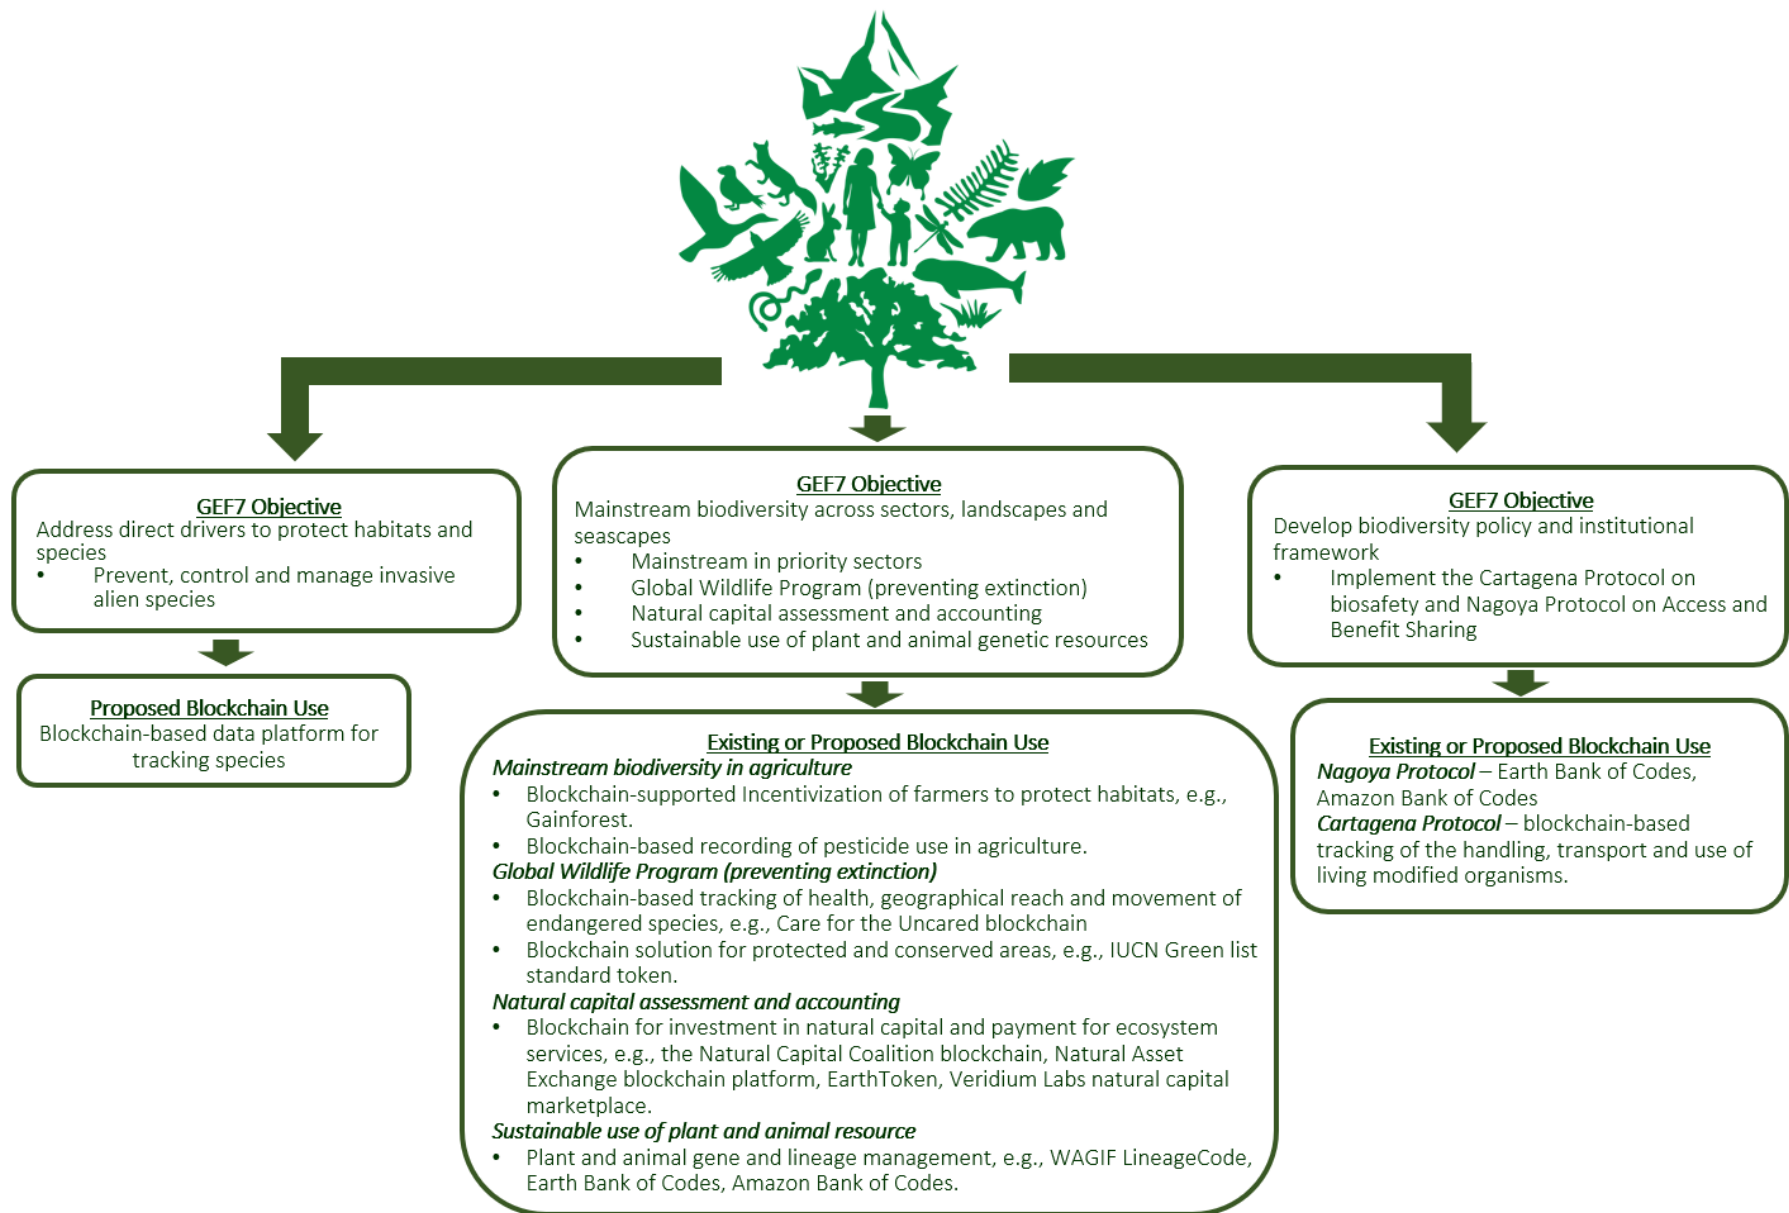 GEF7 Objective
Address direct drivers to protect habitats and
species
• Prevent, control and manage invasive
alien species
Proposed Blockchain Use
Blockchain-based data platform for
tracking species
GEF7 Objective
Mainstream biodiversity across sectors, landscapes and
seascapes
• Mainstream in priority sectors
• Global Wildlife Program (preventing extinction)
• Natural capital assessment and accounting
• Sustainable use of plant and animal genetic resources
Existing or Proposed Blockchain Use
Mainstream biodiversity in agriculture
• Blockchain-supported Incentivization of farmers to protect habitats, e.g.,
Gainforest.
• Blockchain-based recording of pesticide use in agriculture.
Global Wildlife Program (preventing extinction)
• Blockchain-based tracking of health, geographical reach and movement of
endangered species, e.g., Care for the Uncared blockchain
• Blockchain solution for protected and conserved areas, e.g., IUCN Green list
standard token.
Natural capital assessment and accounting
• Blockchain for investment in natural capital and payment for ecosystem
services, e.g., the Natural Capital Coalition blockchain, Natural Asset
Exchange blockchain platform, EarthToken, Veridium Labs natural capital
marketplace.
Sustainable use of plant and animal resource
• Plant and animal gene and lineage management, e.g., WAGIF LineageCode,
Earth Bank of Codes, Amazon Bank of Codes.
GEF7 Objective
Develop biodiversity policy and institutional
framework
• Implement the Cartagena Protocol on
biosafety and Nagoya Protocol on Access and
Benefit Sharing
Existing or Proposed Blockchain Use
Nagoya Protocol – Earth Bank of Codes,
Amazon Bank of Codes
Cartagena Protocol – blockchain-based
tracking of the handling, transport and use of
living modified organisms.